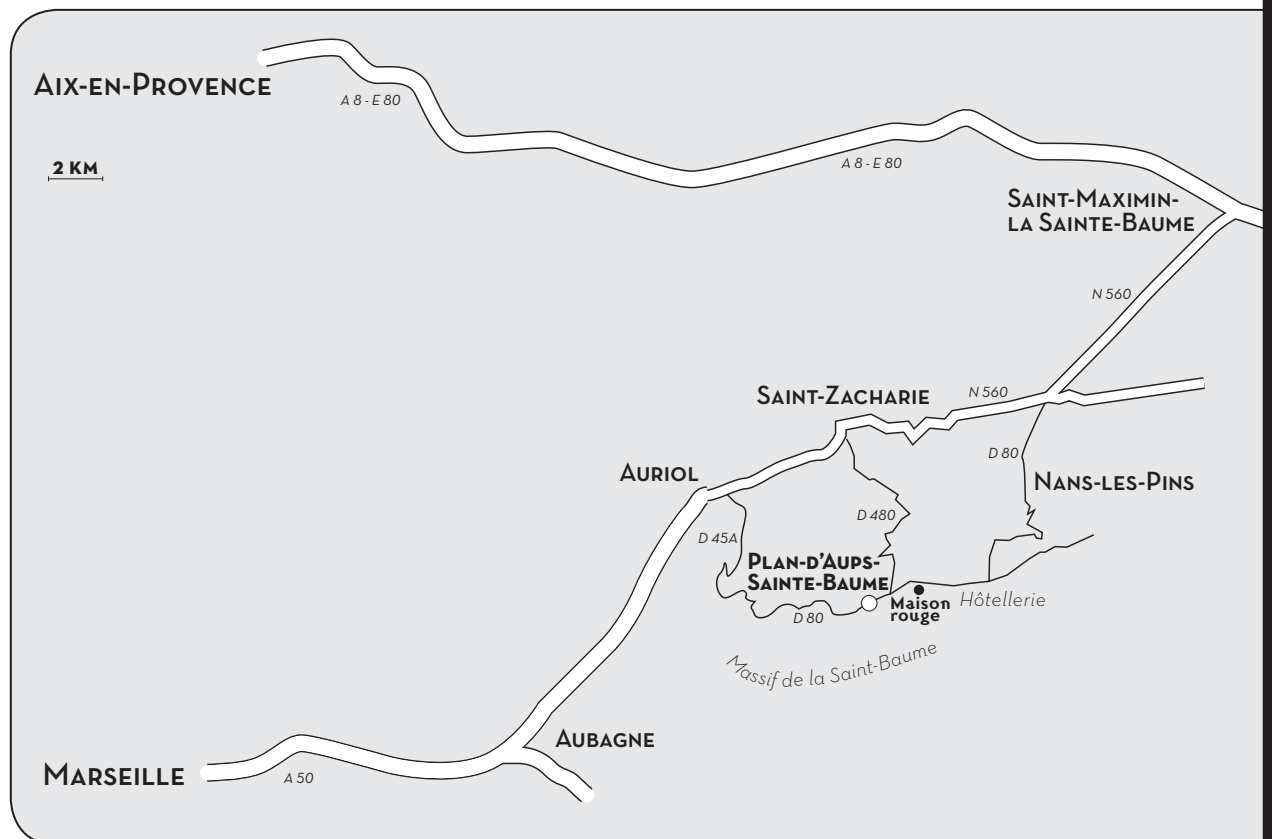 Aix-en-Provence
A 8 - E 80
2 KM
A 8 - E 80
Saint-Maximin-
la Sainte-Baume
N 560
Saint-Zacharie
N 560
D 80
Auriol
Nans-les-Pins
D 480
D 45A
Plan-d'Aups-
Sainte-Baume
Maison
rouge
Hôtellerie
D 80
Massif de la Saint-Baume
Aubagne
Marseille
A 50